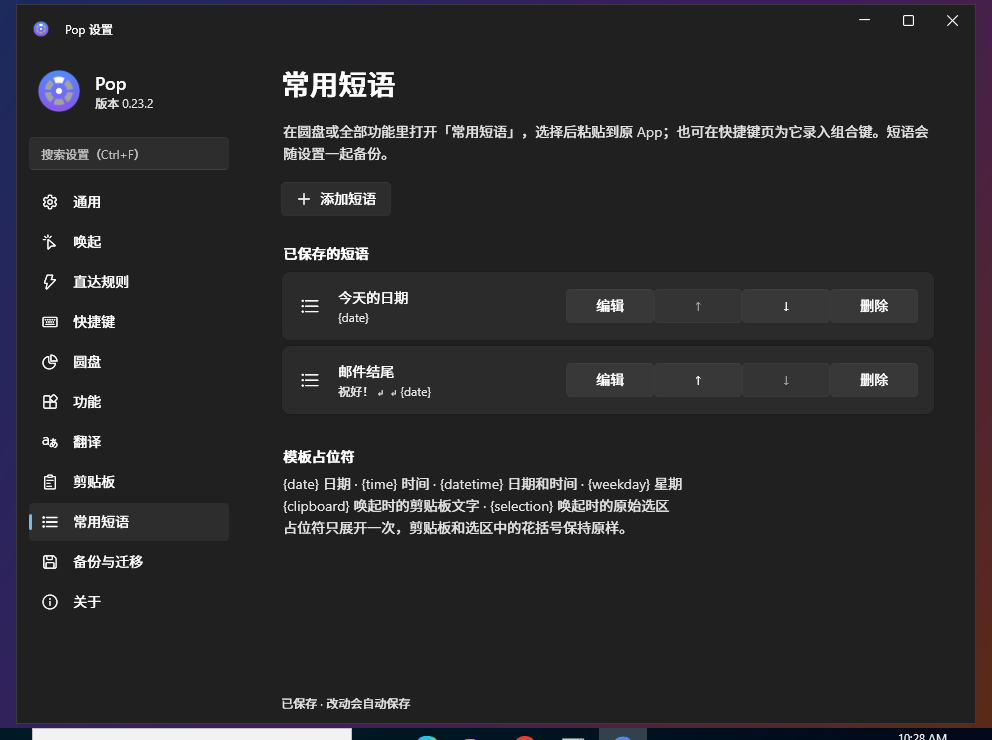 Pop 设置
Pop
版本 0.23.2
搜索设置（Ctrl+F）
通用
唤起
直达规则
快捷键
圆盘
功能
翻译
剪贴板
常用短语
备份与迁移
关于
常用短语
在圆盘或全部功能里打开「常用短语」，选择后粘贴到原 App；也可在快捷键页为它录入组合键。短语会
随设置一起备份。
添加短语
已保存的短语
今天的日期
{date}
编辑 ↑ ↓ 删除
邮件结尾
祝好！ ↲ ↲ {date}
编辑 ↑ ↓ 删除
模板占位符
{date} 日期 · {time} 时间 · {datetime} 日期和时间 · {weekday} 星期
{clipboard} 唤起时的剪贴板文字 · {selection} 唤起时的原始选区
占位符只展开一次，剪贴板和选区中的花括号保持原样。
已保存 · 改动会自动保存
10:28 AM